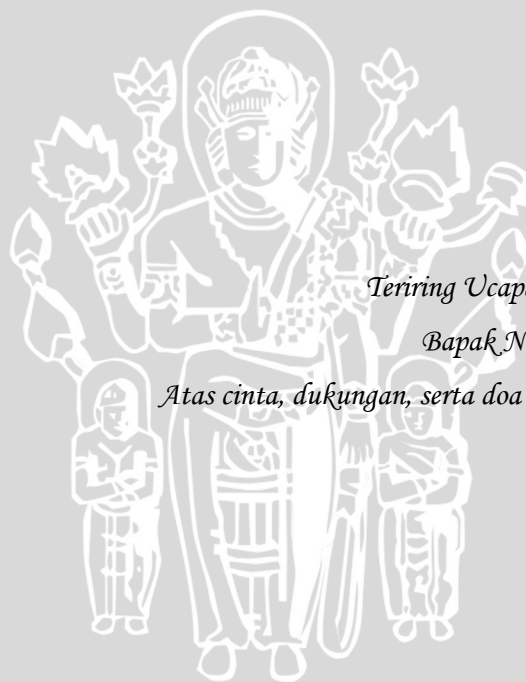 Teriring Ucap
Bapak N
Atas cinta, dukungan, serta doa